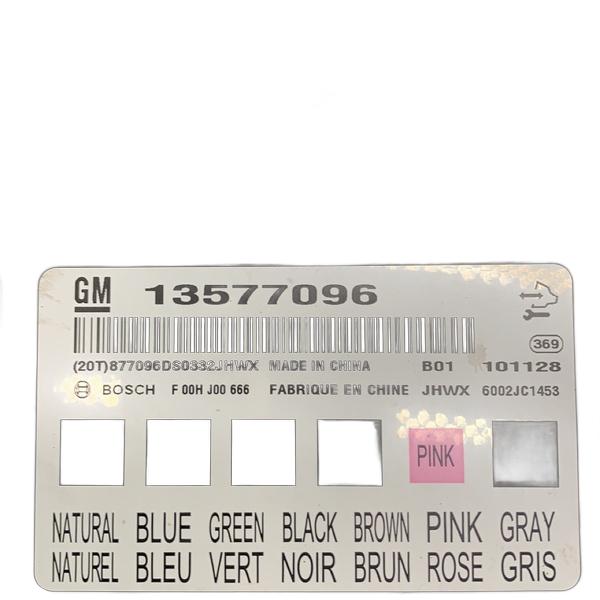 GM 13577096
369
(20T)877096DS0332JHWX MADE IN CHINA B01 101128
BOSCH F 00H J00 666 FABRIQUE EN CHINE JHWX 6002JC1453
PINK
NATURAL BLUE GREEN BLACK BROWN PINK GRAY
NATUREL BLEU VERT NOIR BRUN ROSE GRIS